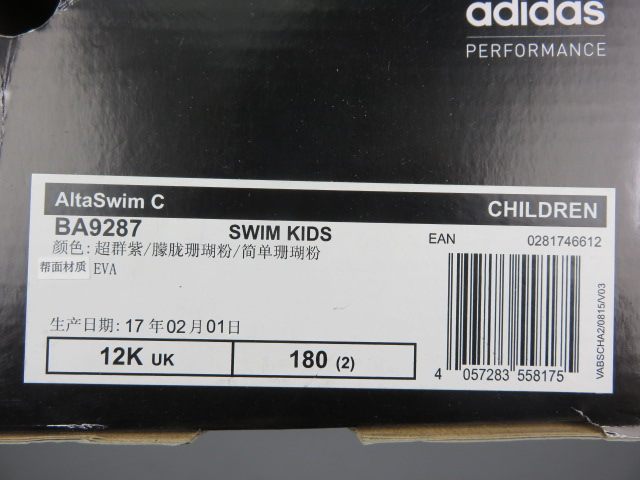 adidas
PERFORMANCE
AltaSwim C
CHILDREN
BA9287
SWIM KIDS
颜色: 超群紫/朦胧珊瑚粉/简单珊瑚粉
EAN
0281746612
帮面材质 EVA
生产日期: 17 年 02 月 01日
12K UK
180 (2)
4 057283 558175
VABSCHA2/0815/V03